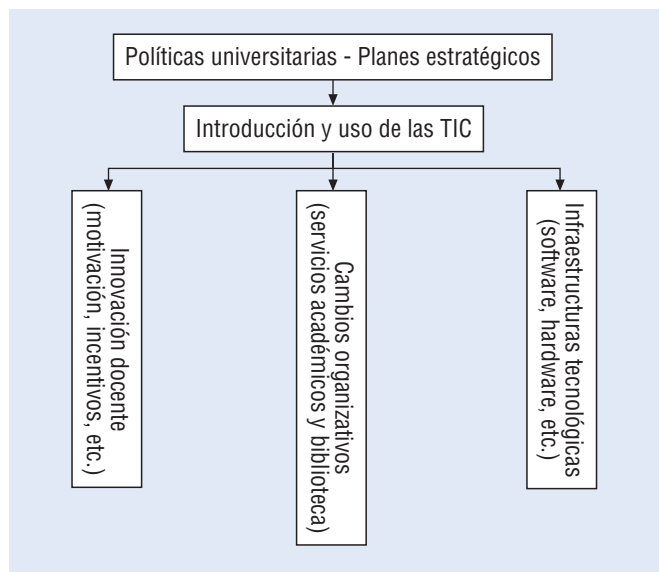 Políticas universitarias - Planes estratégicos
Introducción y uso de las TIC
Innovación docente
(motivación, incentivos, etc.)
Cambios organizativos
(servicios académicos y biblioteca)
Infraestructuras tecnológicas
(software, hardware, etc.)